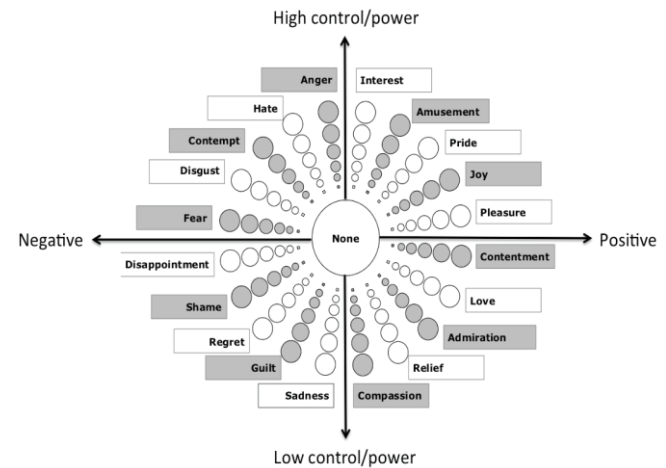 High control/power
Anger
Interest
Hate
Amusement
Contempt
Pride
Disgust
Joy
Fear
Pleasure
Negative
None
Positive
Disappointment
Contentment
Shame
Love
Regret
Admiration
Guilt
Relief
Sadness
Compassion
Low control/power